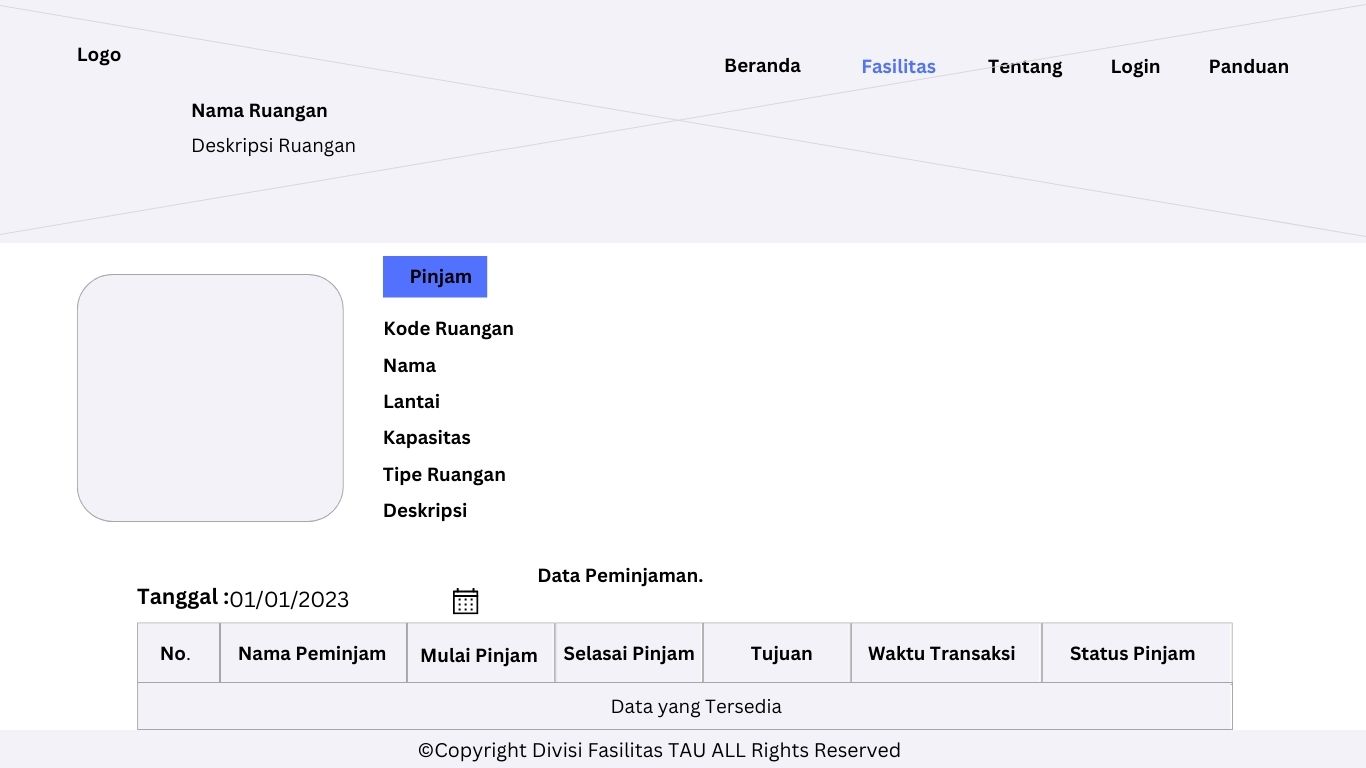 Logo
Beranda Fasilitas Tentang Login Panduan
Nama Ruangan
Deskripsi Ruangan
Pinjam
Kode Ruangan
Nama
Lantai
Kapasitas
Tipe Ruangan
Deskripsi
Data Peminjaman.
Tanggal :01/01/2023
No. Nama Peminjam Mulai Pinjam Selasai Pinjam Tujuan Waktu Transaksi Status Pinjam
Data yang Tersedia
©Copyright Divisi Fasilitas TAU ALL Rights Reserved